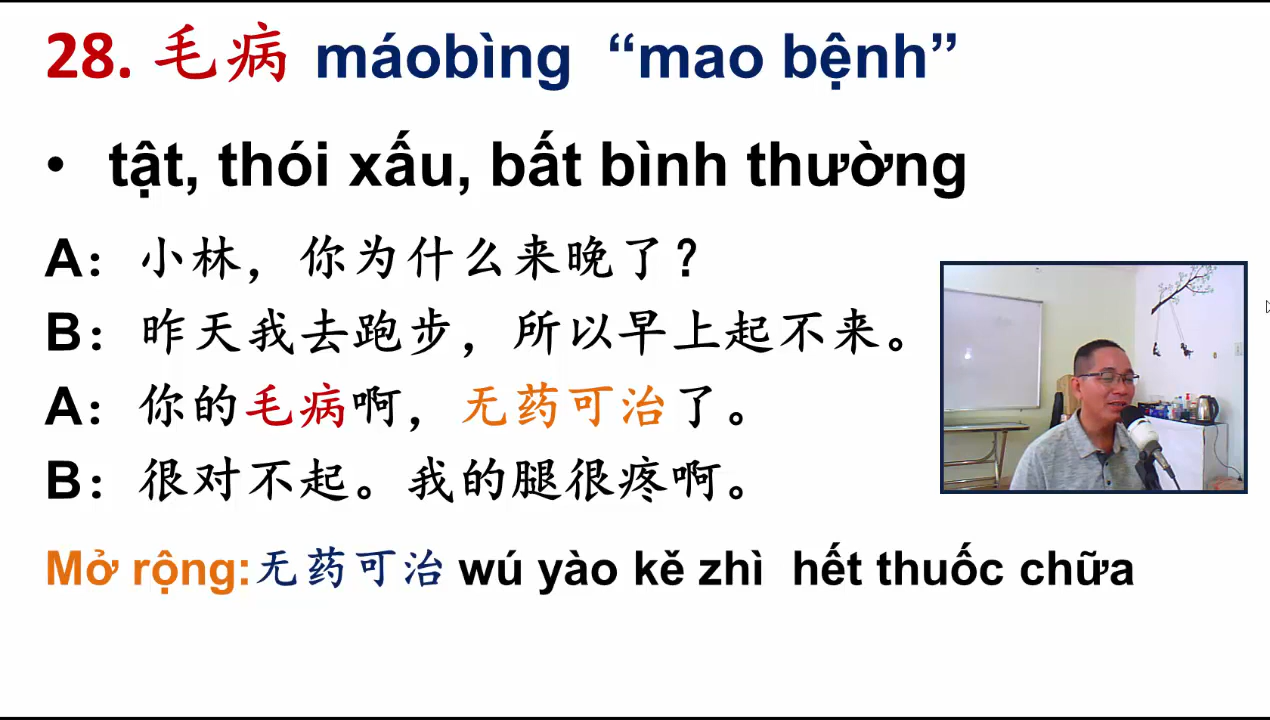 28. 毛病 máobìng “mao bệnh”
• tật, thói xấu, bất bình thường
A：小林，你为什么来晚了？
B：昨天我去跑步，所以早上起不来。
A：你的毛病啊，无药可治了。
B：很对不起。我的腿很疼啊。
Mở rộng:无药可治 wú yào kě zhì hết thuốc chữa